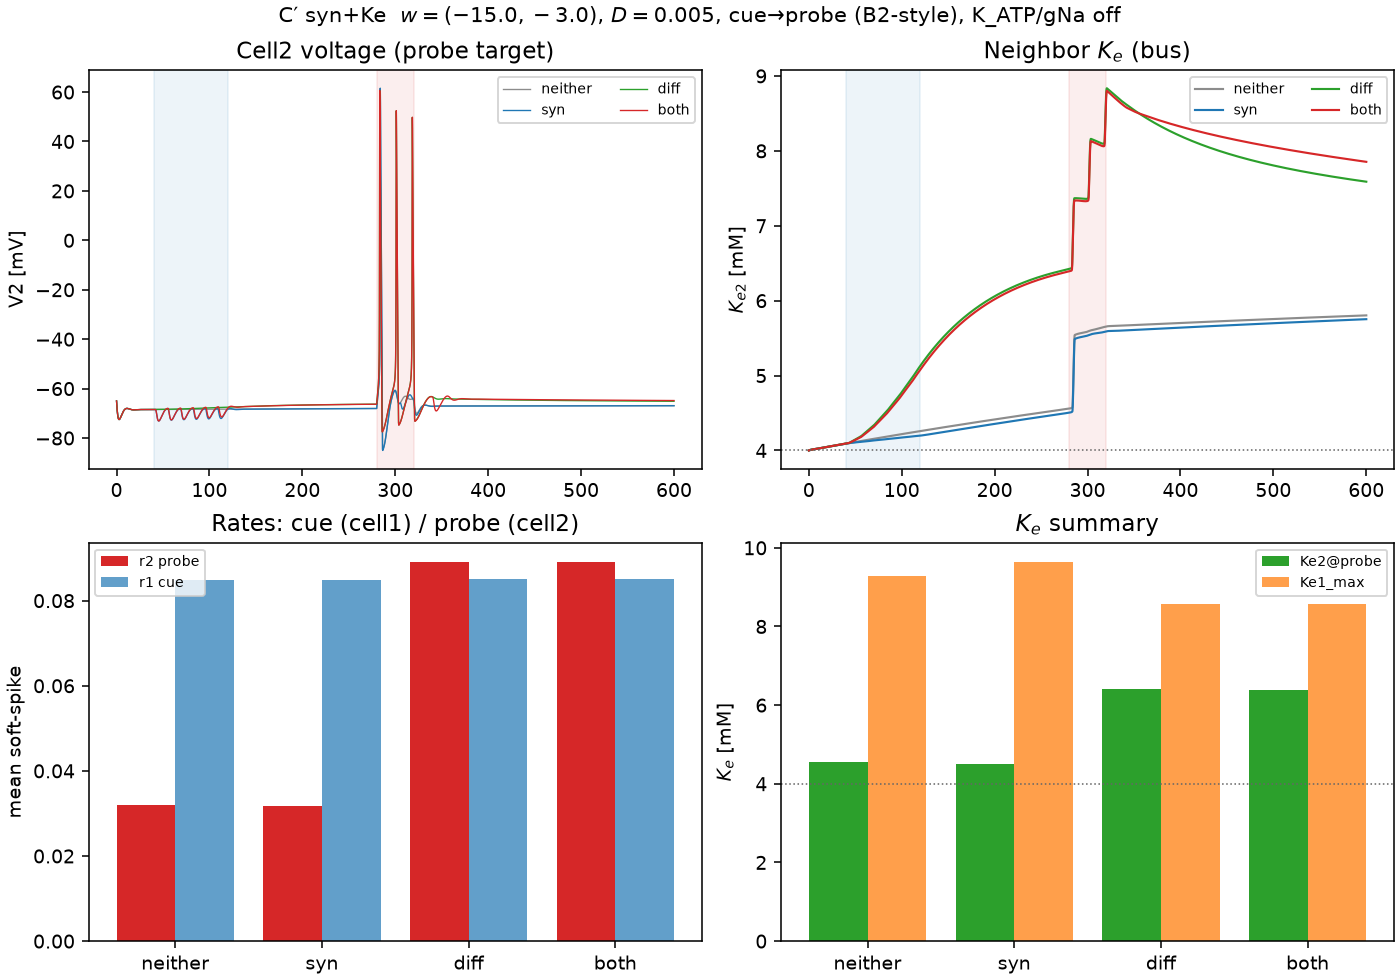 C′ syn+Ke w = (−15.0, − 3.0), D = 0.005, cue→probe (B2-style), K_ATP/gNa off
Cell2 voltage (probe target)
neither
diff
syn
both
V2 [mV]
60
40
20
0
−20
−40
−60
−80
0
100
200
300
400
500
600
Neighbor Ke (bus)
neither
diff
syn
both
Ke2 [mM]
9
8
7
6
5
4
0
100
200
300
400
500
600
Rates: cue (cell1) / probe (cell2)
r2 probe
r1 cue
mean soft-spike
0.08
0.06
0.04
0.02
0.00
neither
syn
diff
both
Ke summary
Ke2@probe
Ke1_max
Ke [mM]
10
8
6
4
2
0
neither
syn
diff
both